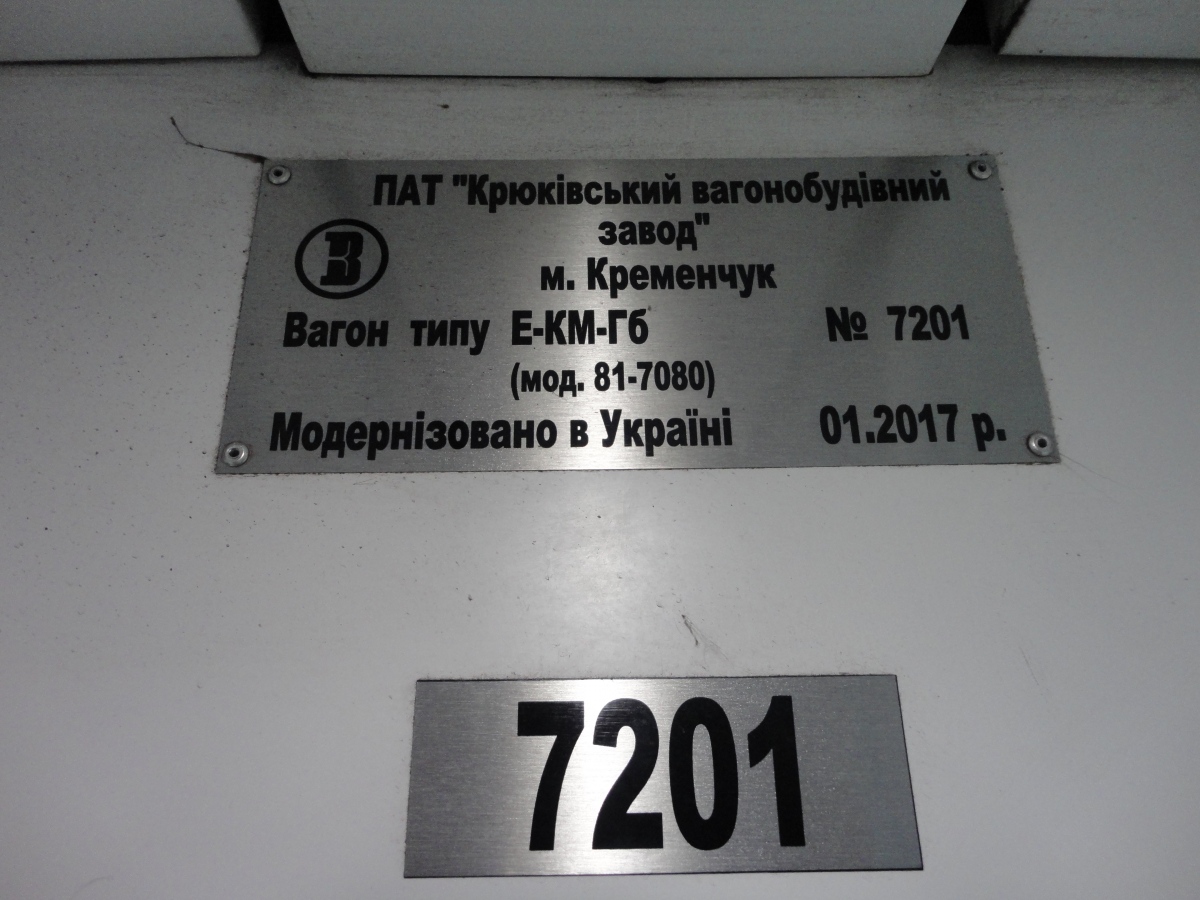 ПАТ "Крюківський вагонобудівний
завод"
В
м. Кременчук
Вагон типу Е-КМ-Гб № 7201
(мод. 81-7080)
Модернізовано в Україні 01.2017 р.
7201